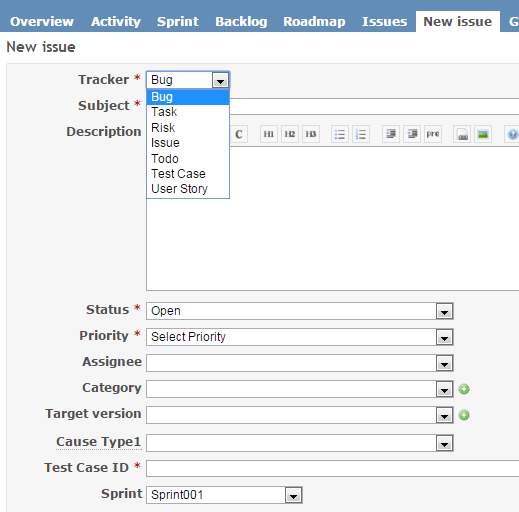 Overview Activity Sprint Backlog Roadmap Issues New issue G
New issue
Tracker * Bug
Bug
Subject *
Task
Description
Risk
C H1 H2 H3 pre
Issue
Todo
Test Case
User Story
Status * Open
Priority * Select Priority
Assignee
Category
Target version
Cause Type1
Test Case ID *
Sprint Sprint001